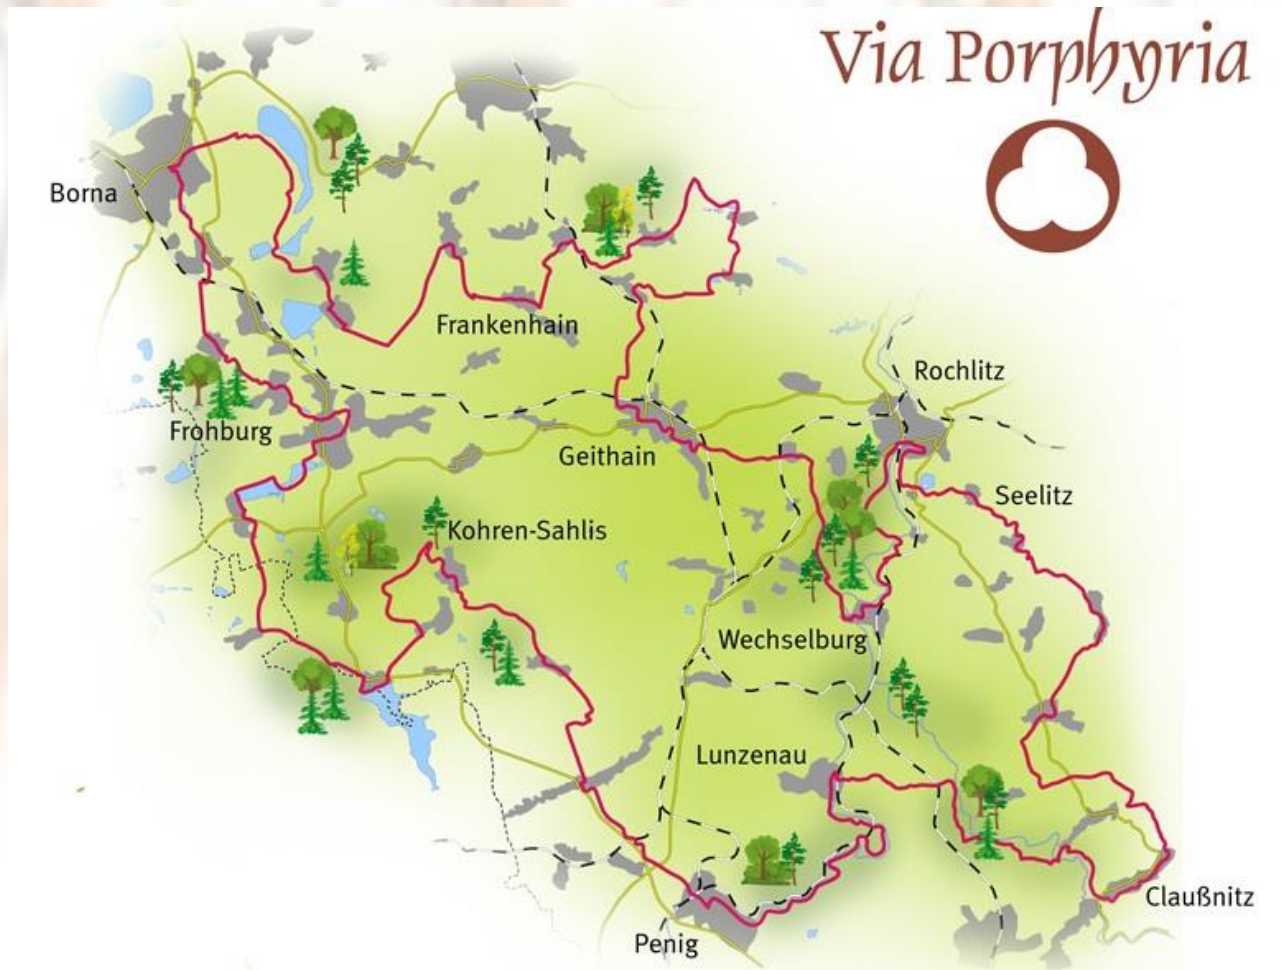 Via Porphyria
Borna
Frankenhain
Rochlitz
Frohburg
Geithain
Seelitz
Kohren-Sahlis
Wechselburg
Lunzenau
Claußnitz
Penig